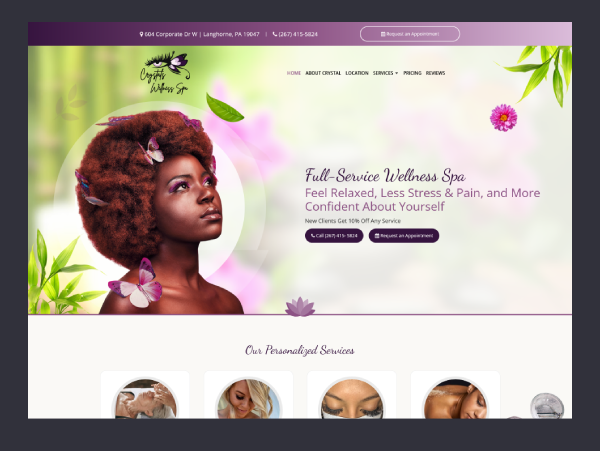 604 Corporate Dr W | Langhorne, PA 19047 | (267) 415-5824
Request an Appointment
Crystals
Wellness Spa
HOME ABOUT CRYSTAL LOCATION SERVICES PRICING REVIEWS
Full-Service Wellness Spa
Feel Relaxed, Less Stress & Pain, and More
Confident About Yourself
New Clients Get 10% Off Any Service
Call (267) 415- 5824
Request an Appointment
Our Personalized Services